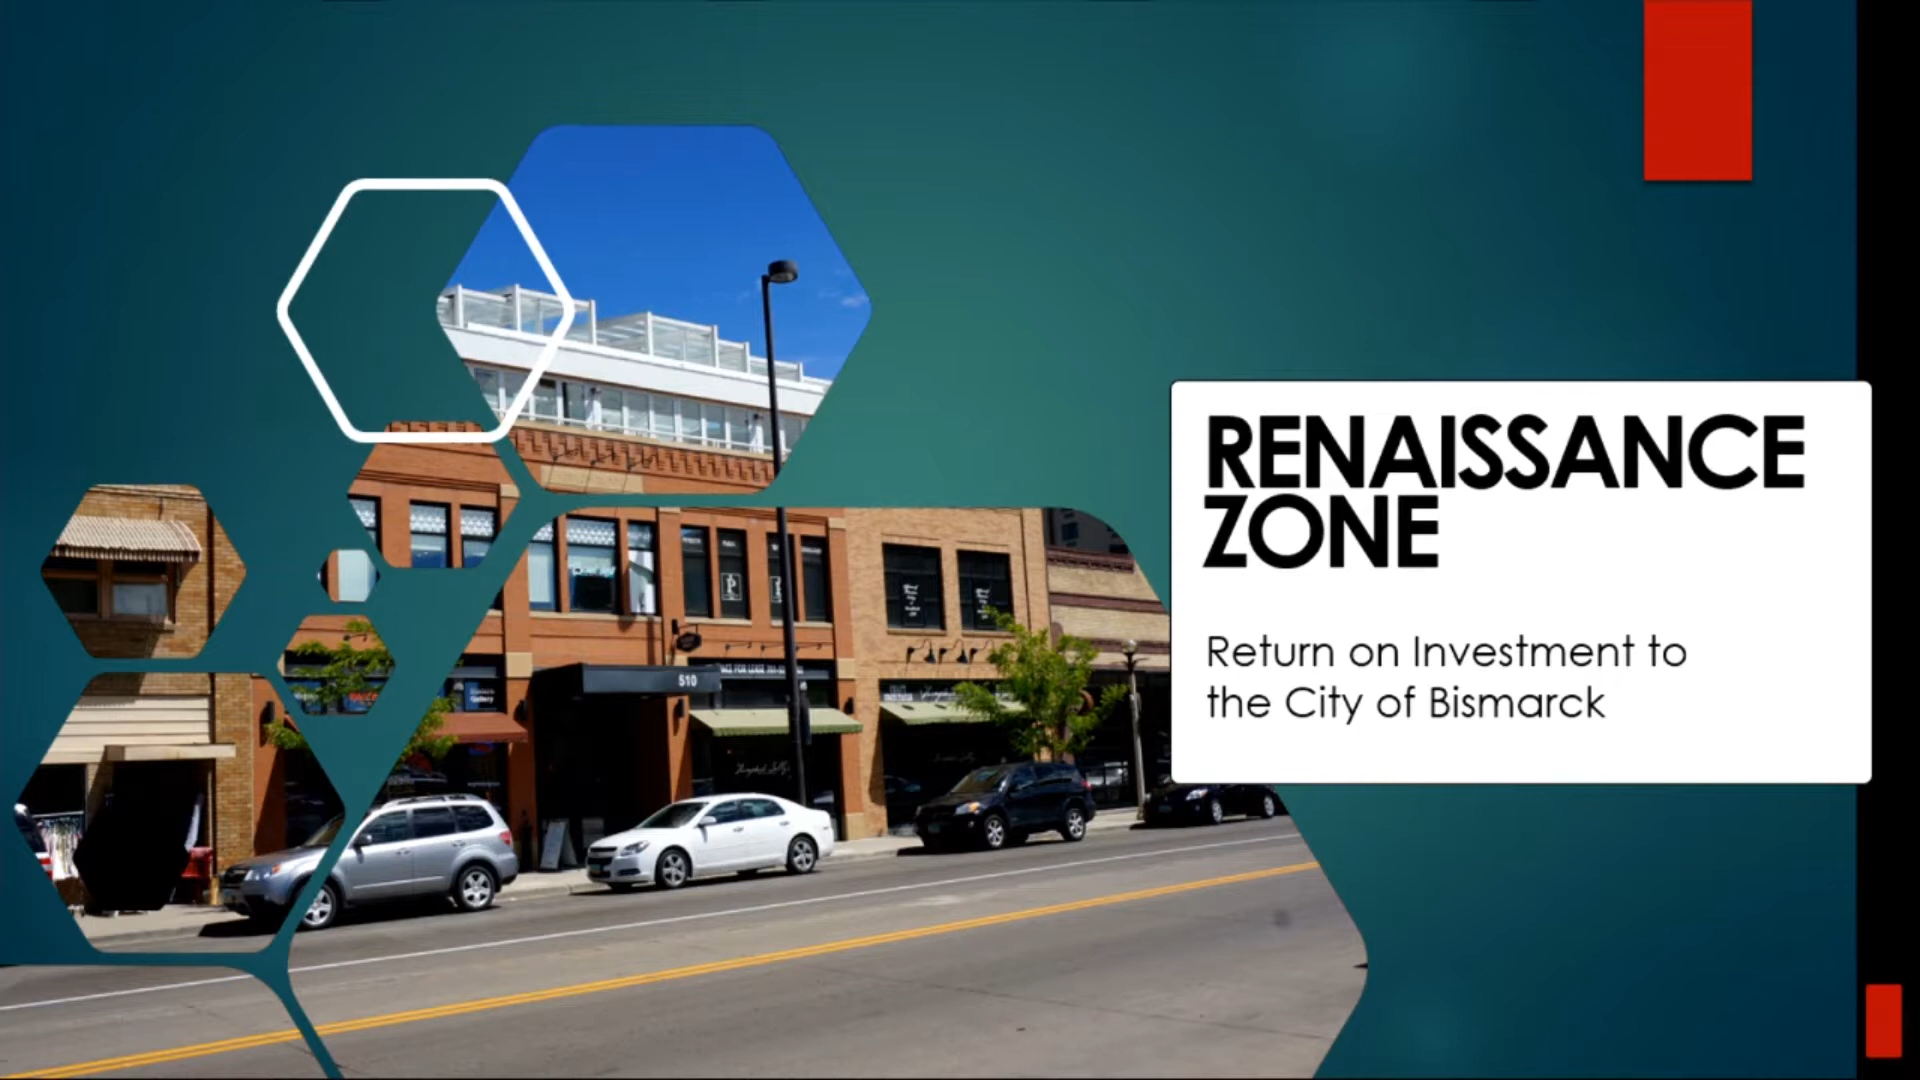 RENAISSANCE
ZONE
Return on Investment to
the City of Bismarck
510